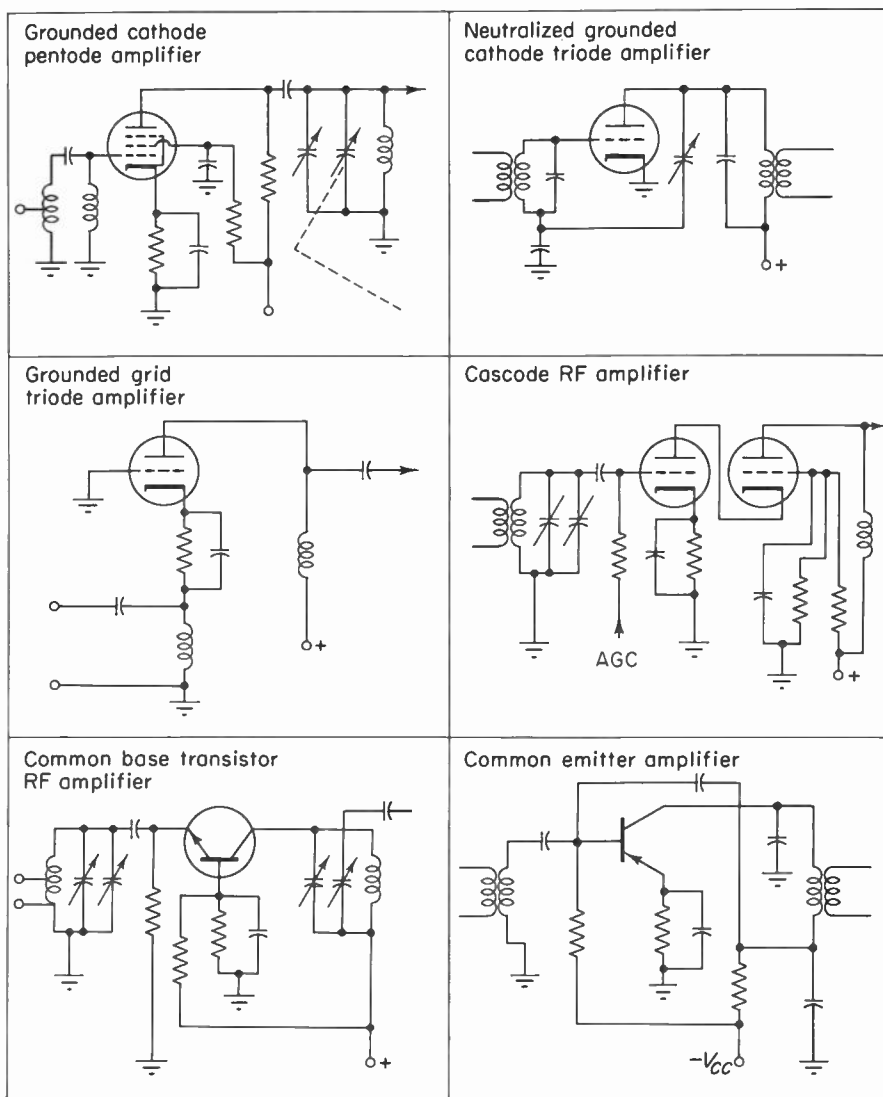 Grounded cathode
pentode amplifier
Neutralized grounded
cathode triode amplifier
+
Grounded grid
triode amplifier
+
Cascode RF amplifier
AGC
+
Common base transistor
RF amplifier
+
Common emitter amplifier
-VCC